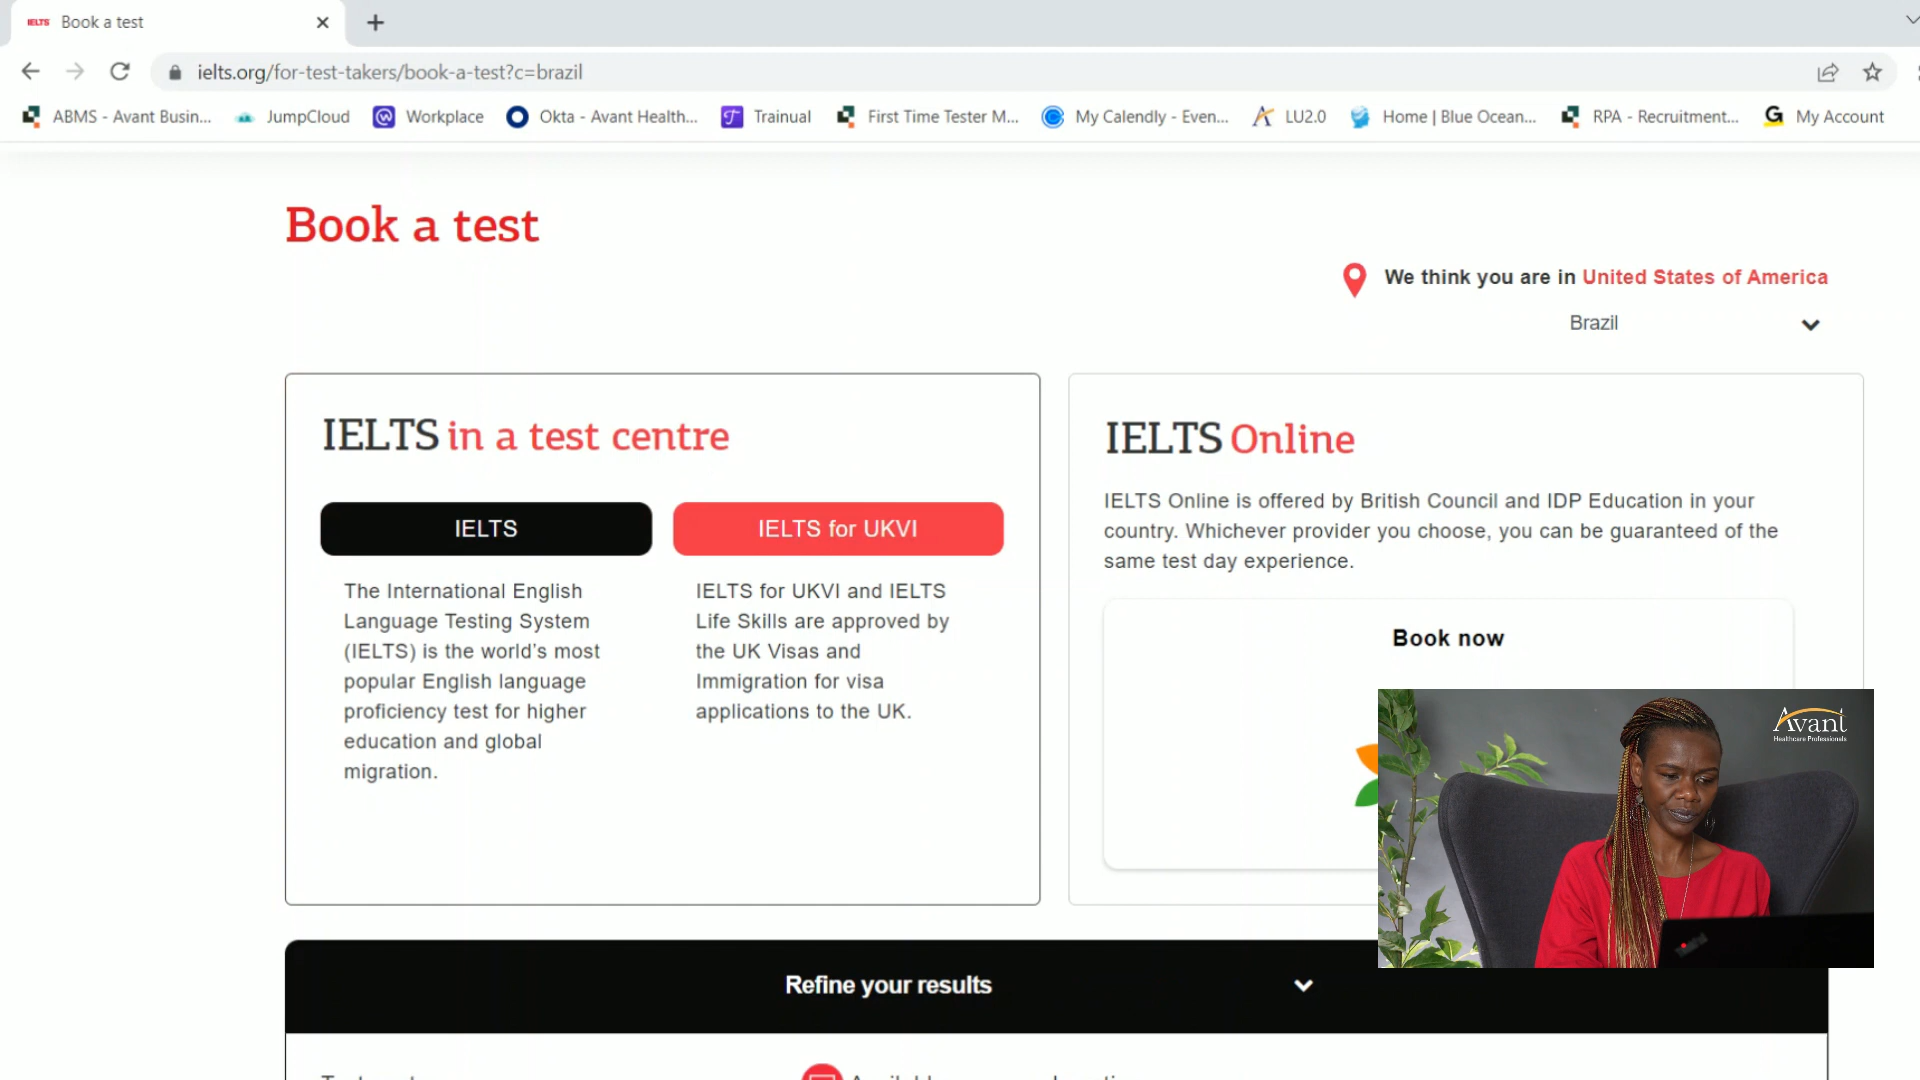 IELTS Book a test
ielts.org/for-test-takers/book-a-test?c=brazil
ABMS - Avant Busin... JumpCloud Workplace Okta - Avant Health... Trainual First Time Tester M... My Calendly - Even... LU2.0 Home | Blue Ocean... RPA - Recruitment... G My Account
Book a test
We think you are in United States of America
Brazil
IELTS in a test centre
IELTS
The International English
Language Testing System
(IELTS) is the world's most
popular English language
proficiency test for higher
education and global
migration.
IELTS for UKVI
IELTS for UKVI and IELTS
Life Skills are approved by
the UK Visas and
Immigration for visa
applications to the UK.
IELTS Online
IELTS Online is offered by British Council and IDP Education in your
country. Whichever provider you choose, you can be guaranteed of the
same test day experience.
Book now
Avant
Healthcare Professionals
Refine your results